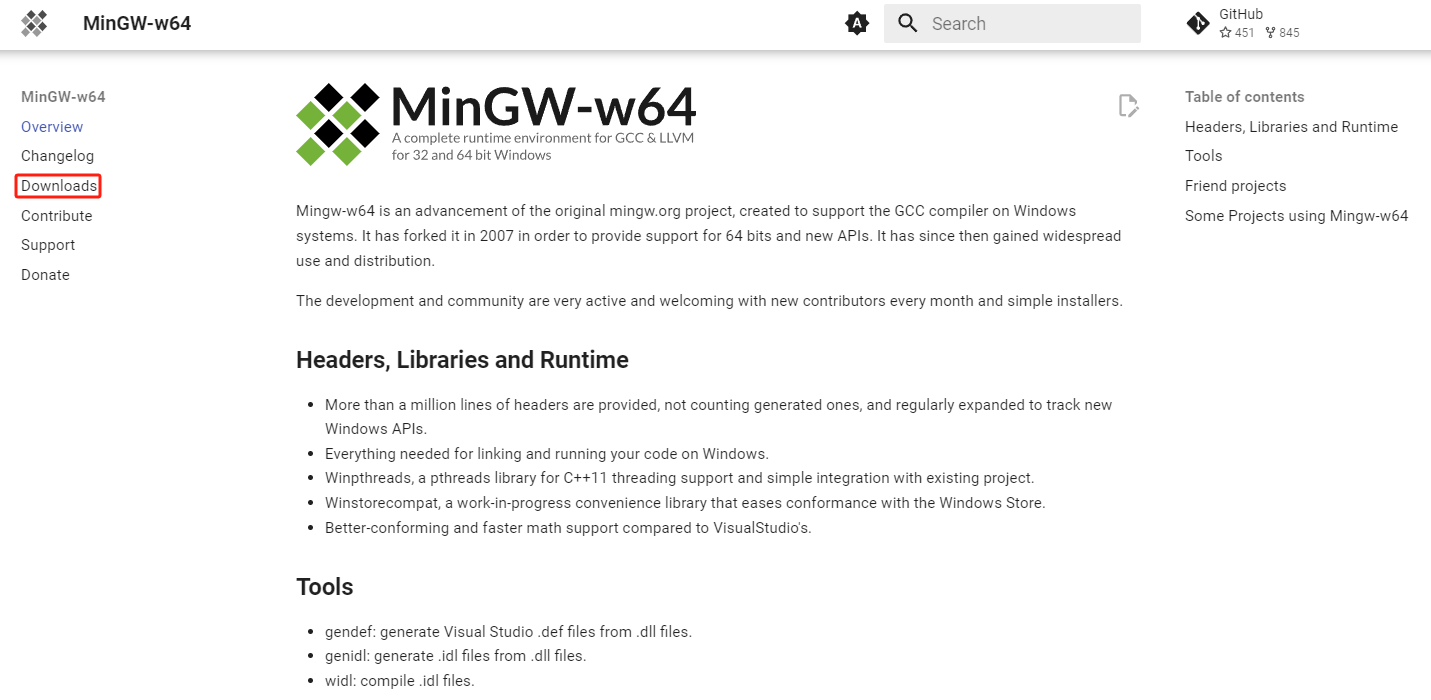 MinGW-w64
Search
GitHub
451 845
MinGW-w64
Overview
Changelog
Downloads
Contribute
Support
Donate
MinGW-w64
A complete runtime environment for GCC & LLVM
for 32 and 64 bit Windows
Mingw-w64 is an advancement of the original mingw.org project, created to support the GCC compiler on Windows
systems. It has forked it in 2007 in order to provide support for 64 bits and new APIs. It has since then gained widespread
use and distribution.
The development and community are very active and welcoming with new contributors every month and simple installers.
Headers, Libraries and Runtime
• More than a million lines of headers are provided, not counting generated ones, and regularly expanded to track new
Windows APIs.
• Everything needed for linking and running your code on Windows.
• Winpthreads, a pthreads library for C++11 threading support and simple integration with existing project.
• Winstorecompat, a work-in-progress convenience library that eases conformance with the Windows Store.
• Better-conforming and faster math support compared to VisualStudio's.
Tools
• gendef: generate Visual Studio .def files from .dll files.
• genidl: generate .idl files from .dll files.
• widl: compile .idl files.
Table of contents
Headers, Libraries and Runtime
Tools
Friend projects
Some Projects using Mingw-w64